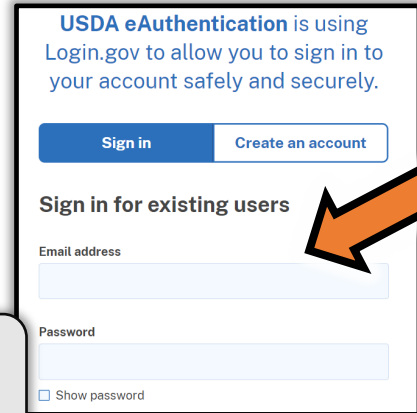 USDA eAuthentication is using
Login.gov to allow you to sign in to
your account safely and securely.
Sign in
Create an account
Sign in for existing users
Email address
Password
Show password